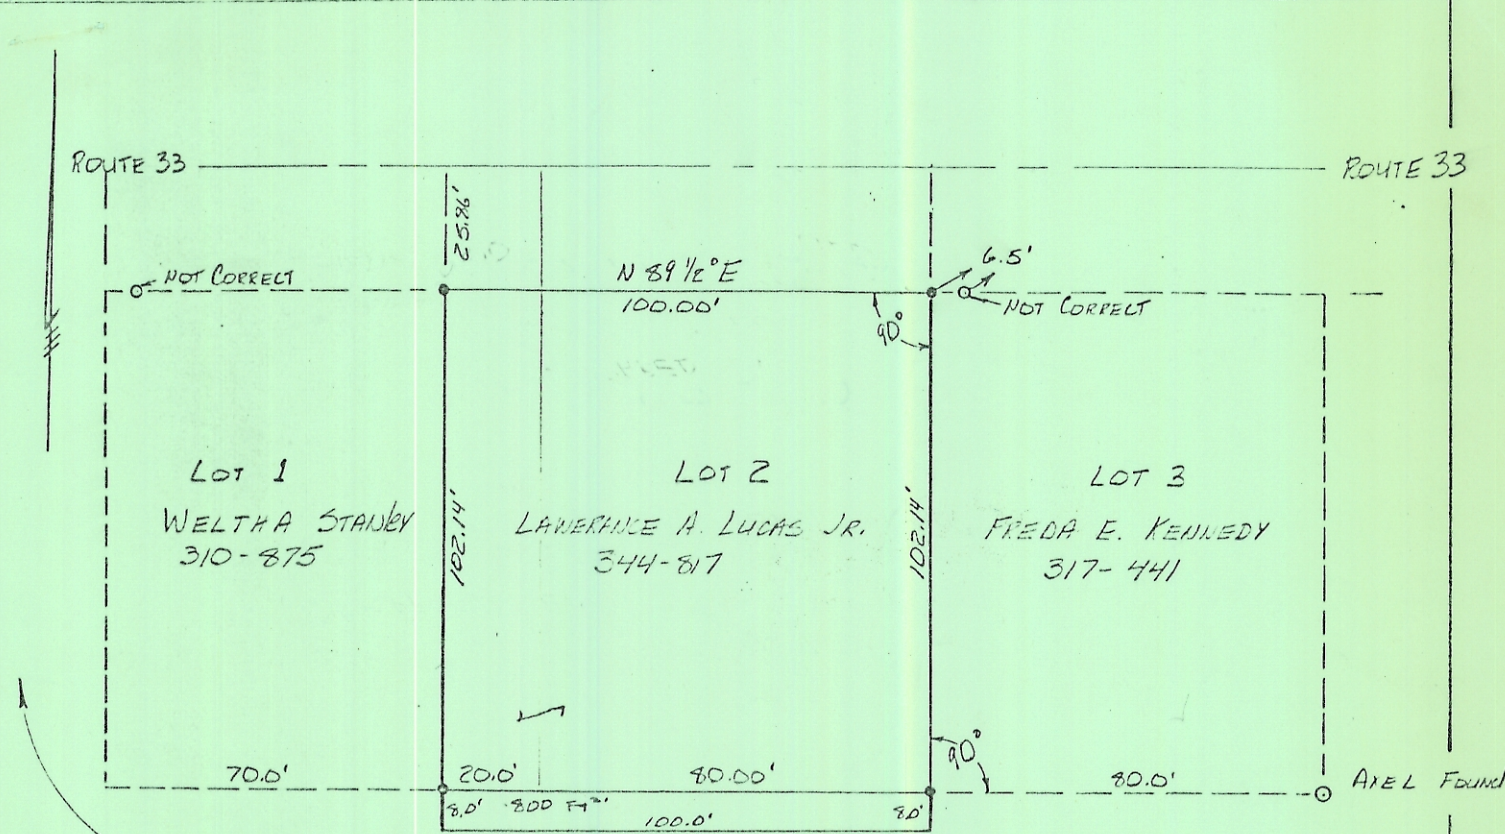 ROUTE 33 ROUTE 33
25.86'
6.5'
NOT CORRECT
N 89 1/2° E
100.00'
NOT CORRECT
90°
LOT 1
WELTHA STANLEY
310-875
102.14'
LOT 2
LAWERANCE A. LUCAS JR.
344-817
102.14'
LOT 3
FREDA E. KENNEDY
317-441
90°
70.0' 20.0' 80.00' 80.0' AXEL FOUND
8.0' 800 FT²' 8.0'
100.0'